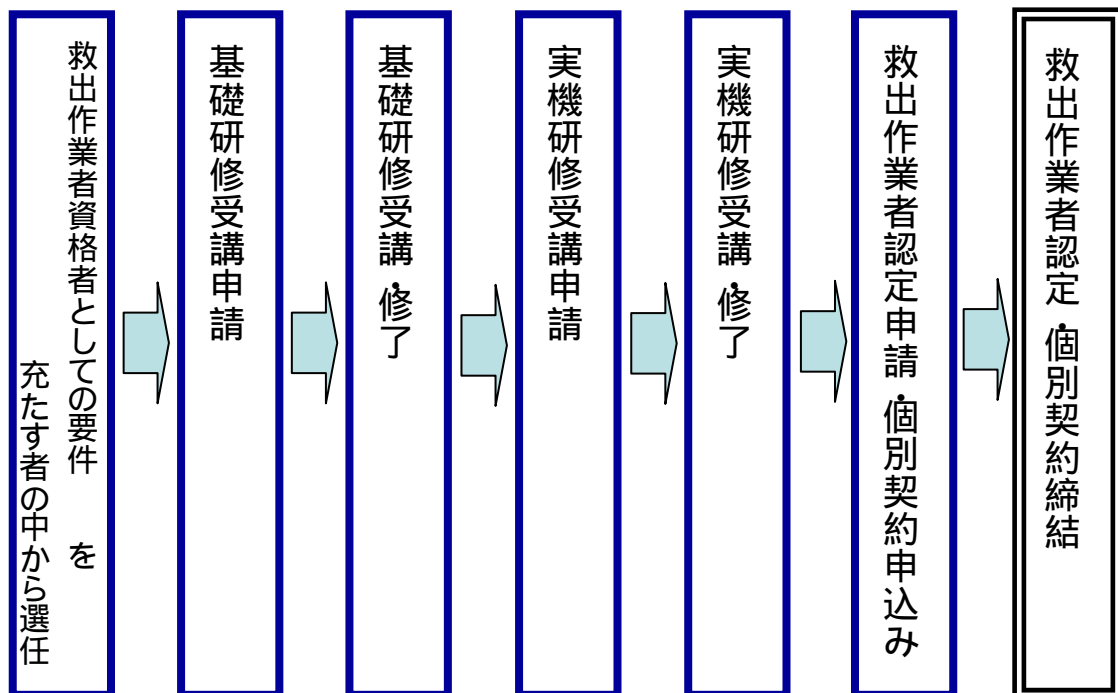 救出作業者資格者としての要件　を
充たす者の中から選任
基礎研修受講申請
基礎研修受講・修了
実機研修受講申請
実機研修受講・修了
救出作業者認定申請・個別契約申込み
救出作業者認定・個別契約締結